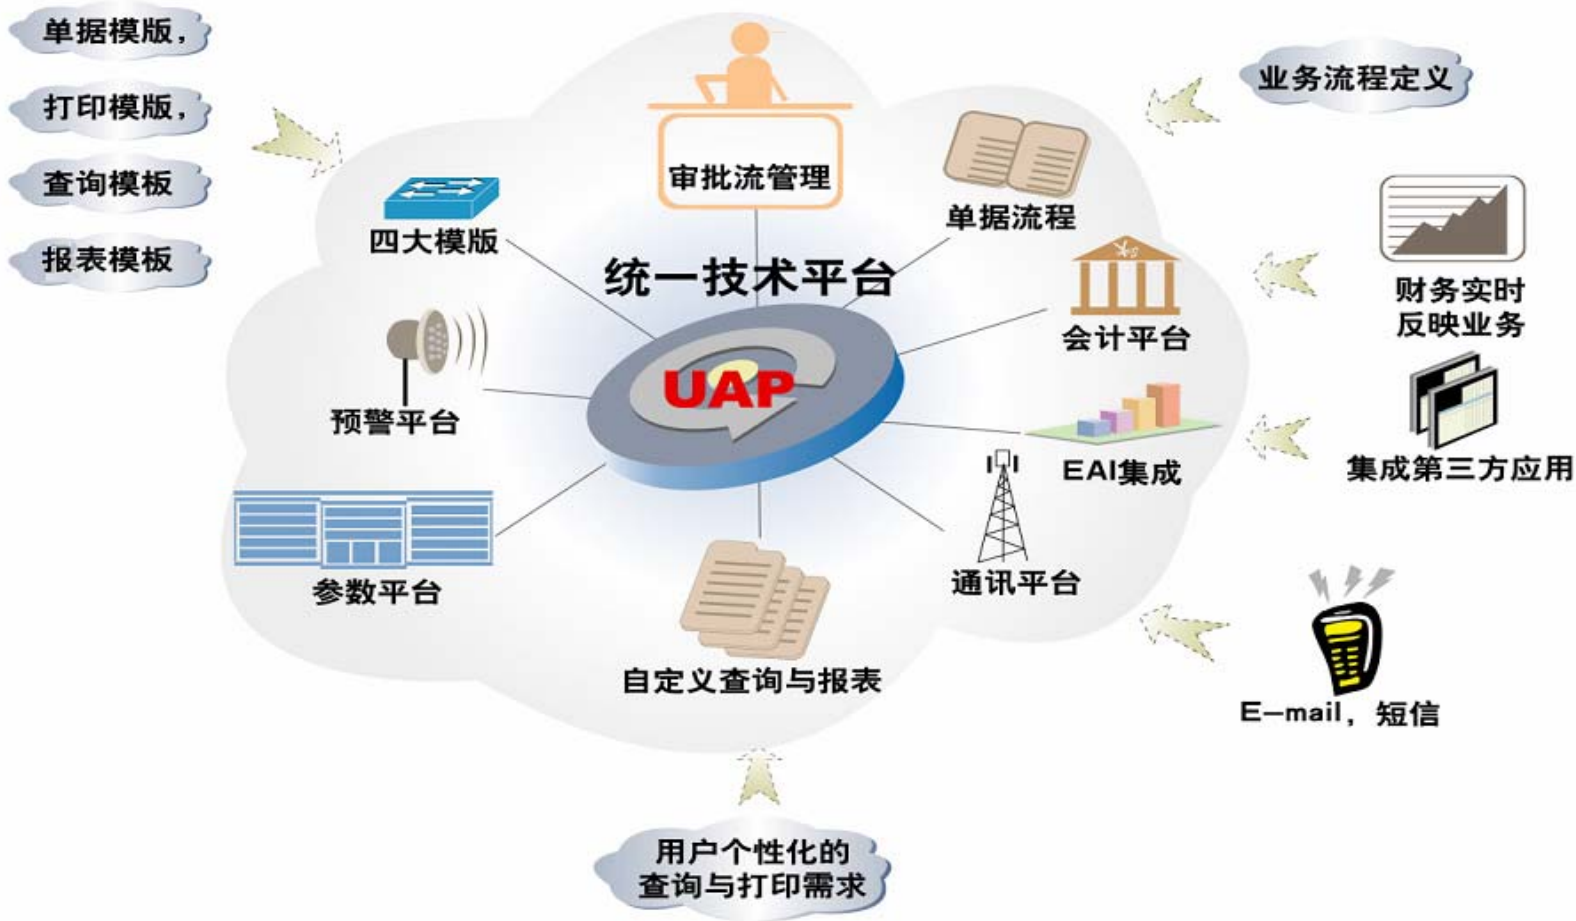 单据模版，
打印模版，
查询模板
报表模板
业务流程定义
审批流管理
单据流程
四大模版
统一技术平台
会计平台
财务实时
反映业务
UAP
预警平台
EAI集成
集成第三方应用
参数平台
通讯平台
自定义查询与报表
E-mail，短信
用户个性化的
查询与打印需求